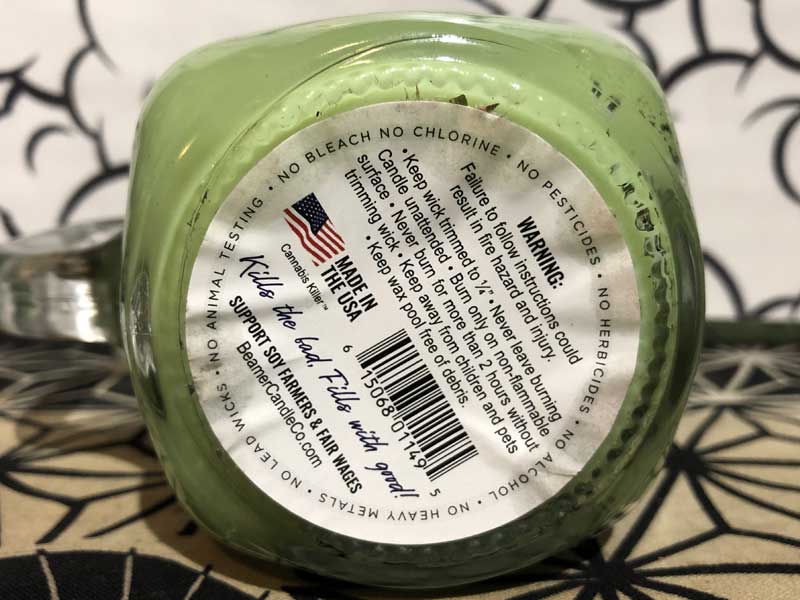 NO ANIMAL TESTING • NO BLEACH NO CHLORINE • NO PESTICIDES • NO HERBICIDES • NO ALCOHOL • NO HEAVY METALS • NO LEAD WICKS •
WARNING:
Failure to follow instructions could
result in fire hazard and injury.
• Keep wick trimmed to ¼" • Never leave burning
Candle unattended • Burn only on non-flammable
surface • Never burn for more than 2 hours without
trimming wick • Keep away from children and pets
• Keep wax pool free of debris.
MADE IN
THE USA
Cannabis Killer™
6 15068 01149 5
Kills the bad, Fills with good!
SUPPORT SOY FARMERS & FAIR WAGES
BeamerCandleCo.com